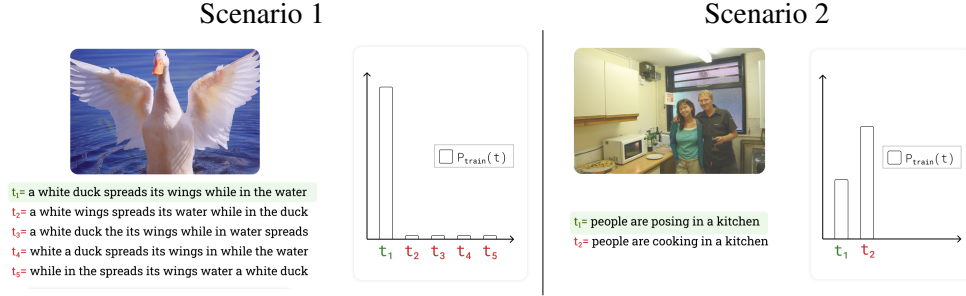 Scenario 1
t₁= a white duck spreads its wings while in the water
t₂= a white wings spreads its water while in the duck
t₃= a white duck the its wings while in water spreads
t₄= white a duck spreads its wings in while the water
t₅= while in the spreads its wings water a white duck
P_train(t)
t₁ t₂ t₃ t₄ t₅
Scenario 2
t₁= people are posing in a kitchen
t₂= people are cooking in a kitchen
P_train(t)
t₁ t₂